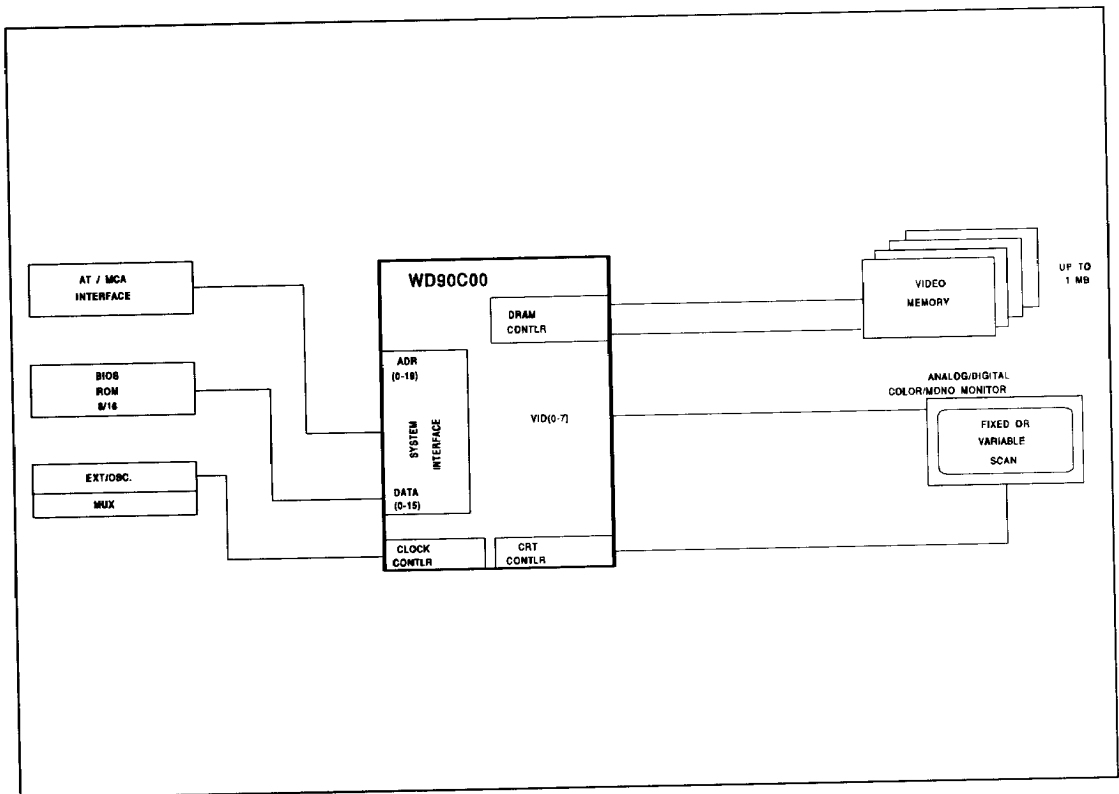 AT / MCA
INTERFACE
BIOS
ROM
8/16
EXT/OSC.
MUX
WD90C00
DRAM
CONTLR
ADR
(0-19)
SYSTEM
INTERFACE
DATA
(0-15)
VID(0-7)
CLOCK
CONTLR
CRT
CONTLR
VIDEO
MEMORY
UP TO
1 MB
ANALOG/DIGITAL
COLOR/MONO MONITOR
FIXED OR
VARIABLE
SCAN